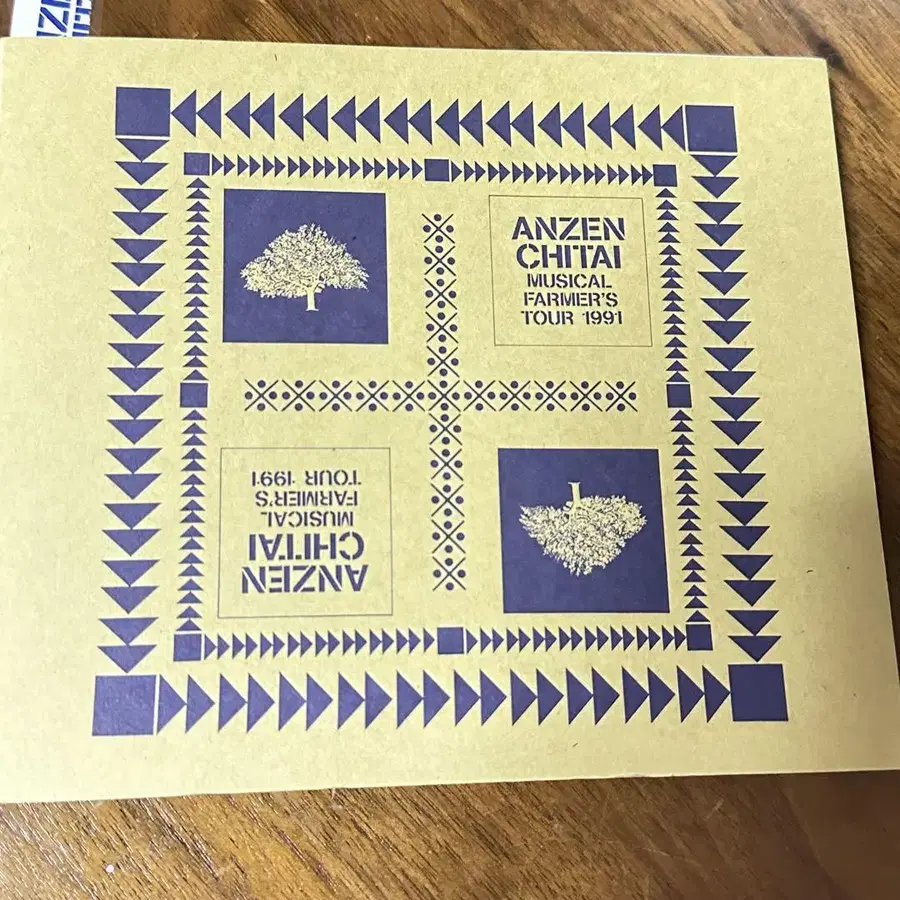 ANZEN
CHITAI
MUSICAL
FARMER'S
TOUR 1991
ANZEN
CHITAI
MUSICAL
FARMER'S
TOUR 1991